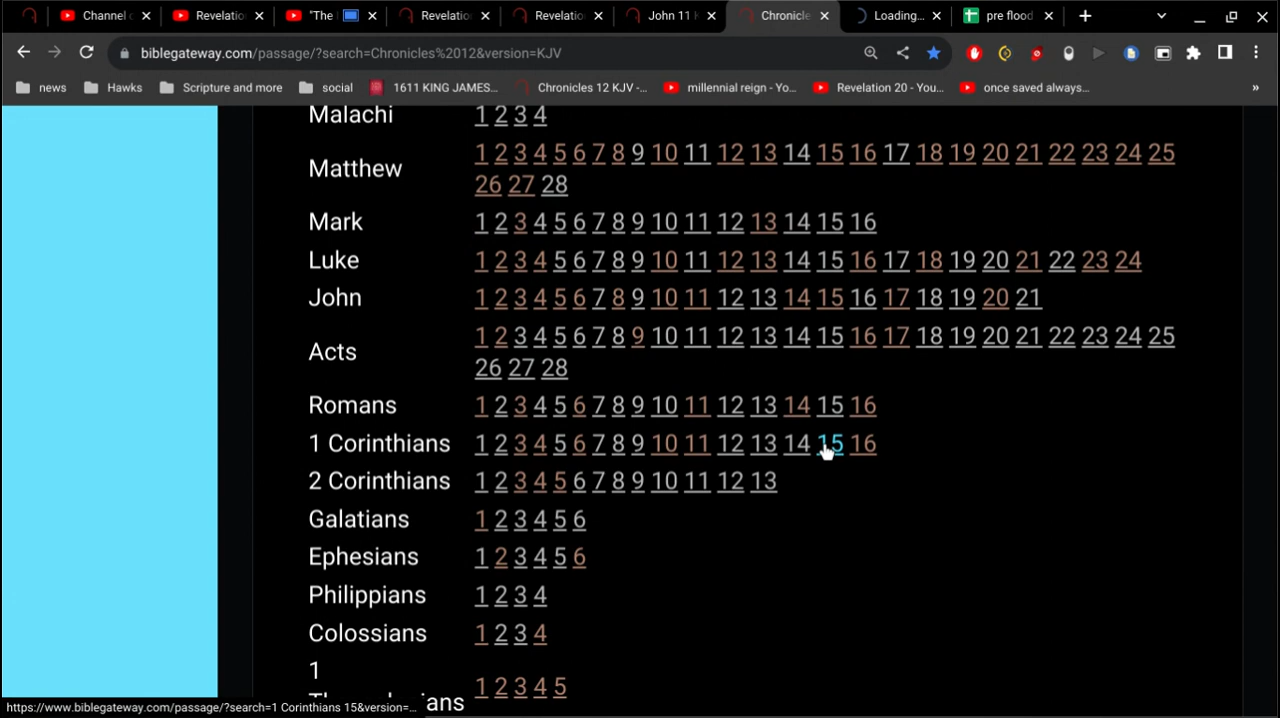 Channel c
Revelati
"The
Revelatio
Revelatio
John 11 K
Chronicle
Loading...
pre flood
biblegateway.com/passage/?search=Chronicles%2012&version=KJV
news Hawks Scripture and more social 1611 KING JAMES... Chronicles 12 KJV -... millennial reign - Yo... Revelation 20 - You... once saved always... »
Malachi 1 2 3 4
Matthew 1 2 3 4 5 6 7 8 9 10 11 12 13 14 15 16 17 18 19 20 21 22 23 24 25
26 27 28
Mark 1 2 3 4 5 6 7 8 9 10 11 12 13 14 15 16
Luke 1 2 3 4 5 6 7 8 9 10 11 12 13 14 15 16 17 18 19 20 21 22 23 24
John 1 2 3 4 5 6 7 8 9 10 11 12 13 14 15 16 17 18 19 20 21
Acts 1 2 3 4 5 6 7 8 9 10 11 12 13 14 15 16 17 18 19 20 21 22 23 24 25
26 27 28
Romans 1 2 3 4 5 6 7 8 9 10 11 12 13 14 15 16
1 Corinthians 1 2 3 4 5 6 7 8 9 10 11 12 13 14 15 16
2 Corinthians 1 2 3 4 5 6 7 8 9 10 11 12 13
Galatians 1 2 3 4 5 6
Ephesians 1 2 3 4 5 6
Philippians 1 2 3 4
Colossians 1 2 3 4
1
1 2 3 4 5
ans
https://www.biblegateway.com/passage/?search=1 Corinthians 15&version=...